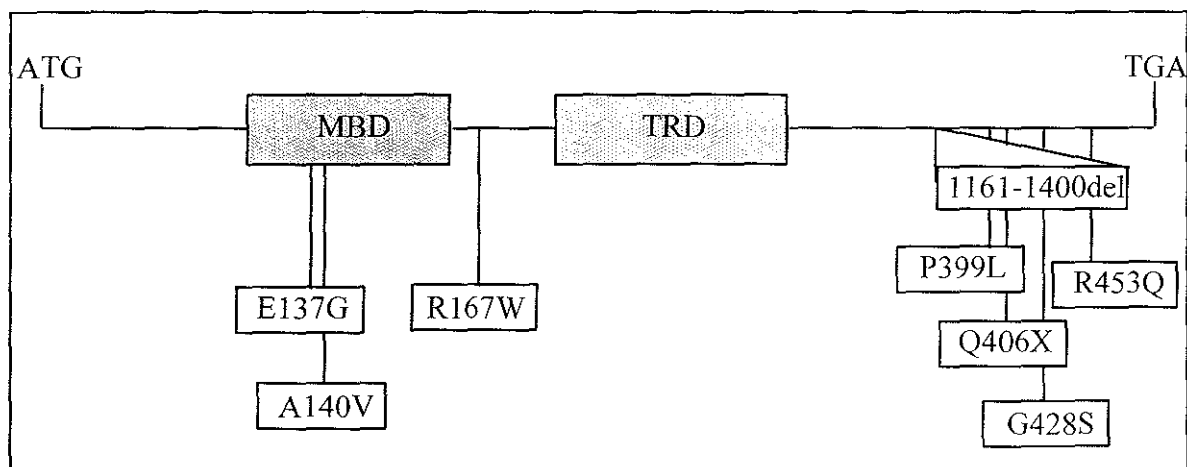 ATG
TGA
MBD
TRD
1161-1400del
P399L
R453Q
E137G
R167W
Q406X
A140V
G428S